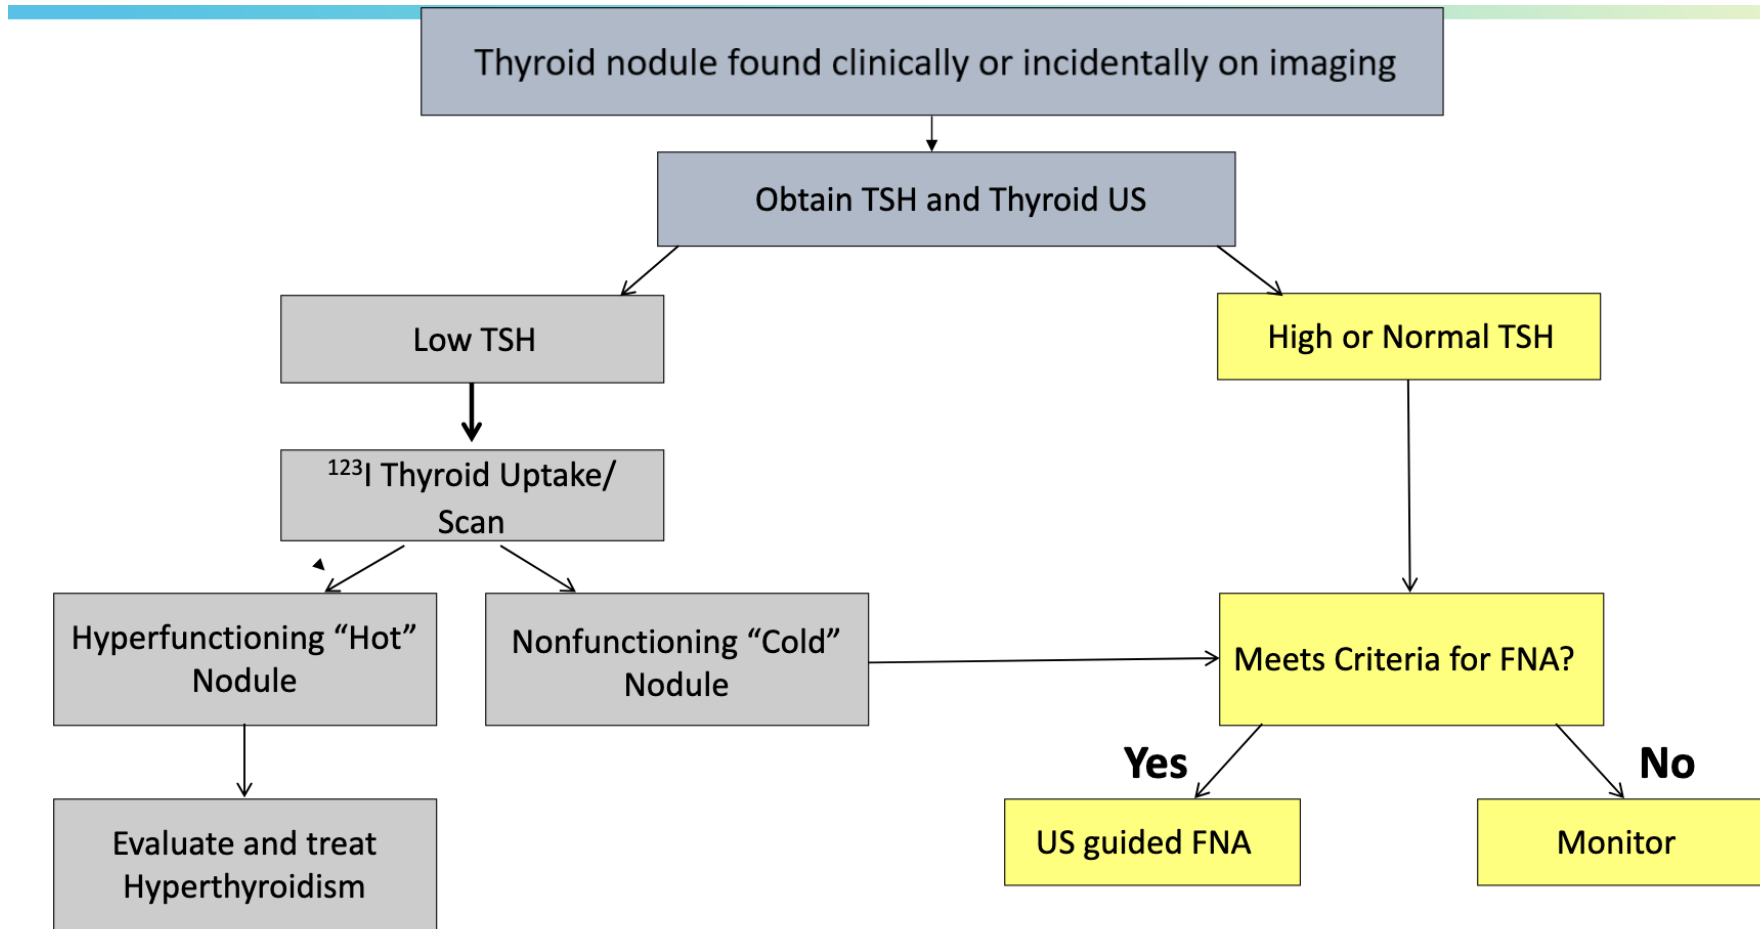 Thyroid nodule found clinically or incidentally on imaging
Obtain TSH and Thyroid US
Low TSH
High or Normal TSH
¹²³I Thyroid Uptake/
Scan
Hyperfunctioning “Hot”
Nodule
Nonfunctioning “Cold”
Nodule
Meets Criteria for FNA?
Yes
No
Evaluate and treat
Hyperthyroidism
US guided FNA
Monitor